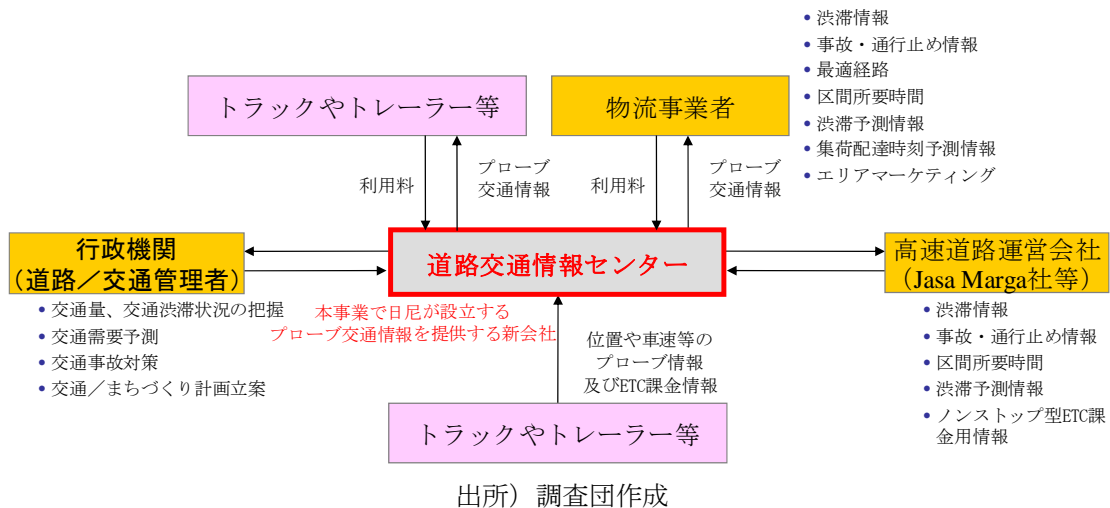 • 渋滞情報
• 事故・通行止め情報
• 最適経路
• 区間所要時間
• 渋滞予測情報
• 集荷配達時刻予測情報
• エリアマーケティング
トラックやトレーラー等
物流事業者
利用料
プローブ
交通情報
利用料
プローブ
交通情報
行政機関
（道路／交通管理者）
道路交通情報センター
高速道路運営会社
（Jasa Marga社等）
• 交通量、交通渋滞状況の把握
• 交通需要予測
• 交通事故対策
• 交通／まちづくり計画立案
本事業で日尼が設立する
プローブ交通情報を提供する新会社
位置や車速等の
プローブ情報
及びETC課金情報
• 渋滞情報
• 事故・通行止め情報
• 区間所要時間
• 渋滞予測情報
• ノンストップ型ETC課
金用情報
トラックやトレーラー等
出所）調査団作成